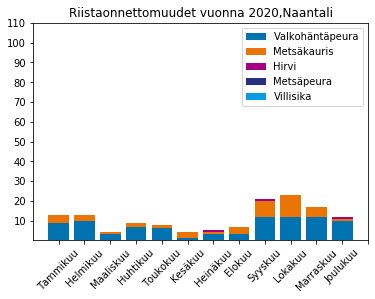 Riistaonnettomuudet vuonna 2020,Naantali
110
100
90
80
70
60
50
40
30
20
10
Valkohäntäpeura
Metsäkauris
Hirvi
Metsäpeura
Villisika
Tammikuu
Helmikuu
Maaliskuu
Huhtikuu
Toukokuu
Kesäkuu
Heinäkuu
Elokuu
Syyskuu
Lokakuu
Marraskuu
Joulukuu